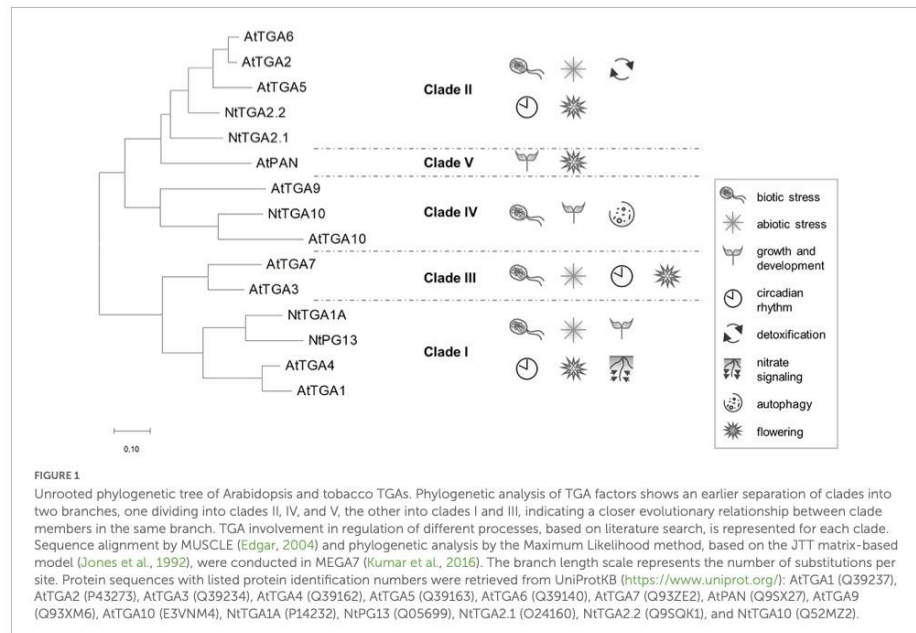 AtTGA6
AtTGA2
AtTGA5
NtTGA2.2
NtTGA2.1
Clade II
AtPAN
Clade V
AtTGA9
NtTGA10
AtTGA10
Clade IV
AtTGA7
AtTGA3
Clade III
NtTGA1A
NtPG13
AtTGA4
AtTGA1
Clade I
0,10
biotic stress
abiotic stress
growth and
development
circadian
rhythm
detoxification
nitrate
signaling
autophagy
flowering
FIGURE 1
Unrooted phylogenetic tree of Arabidopsis and tobacco TGAs. Phylogenetic analysis of TGA factors shows an earlier separation of clades into
two branches, one dividing into clades II, IV, and V, the other into clades I and III, indicating a closer evolutionary relationship between clade
members in the same branch. TGA involvement in regulation of different processes, based on literature search, is represented for each clade.
Sequence alignment by MUSCLE (Edgar, 2004) and phylogenetic analysis by the Maximum Likelihood method, based on the JTT matrix-based
model (Jones et al., 1992), were conducted in MEGA7 (Kumar et al., 2016). The branch length scale represents the number of substitutions per
site. Protein sequences with listed protein identification numbers were retrieved from UniProtKB (https://www.uniprot.org/): AtTGA1 (Q39237),
AtTGA2 (P43273), AtTGA3 (Q39234), AtTGA4 (Q39162), AtTGA5 (Q39163), AtTGA6 (Q39140), AtTGA7 (Q93ZE2), AtPAN (Q9SX27), AtTGA9
(Q93XM6), AtTGA10 (E3VNM4), NtTGA1A (P14232), NtPG13 (Q05699), NtTGA2.1 (O24160), NtTGA2.2 (Q9SQK1), and NtTGA10 (Q52MZ2).